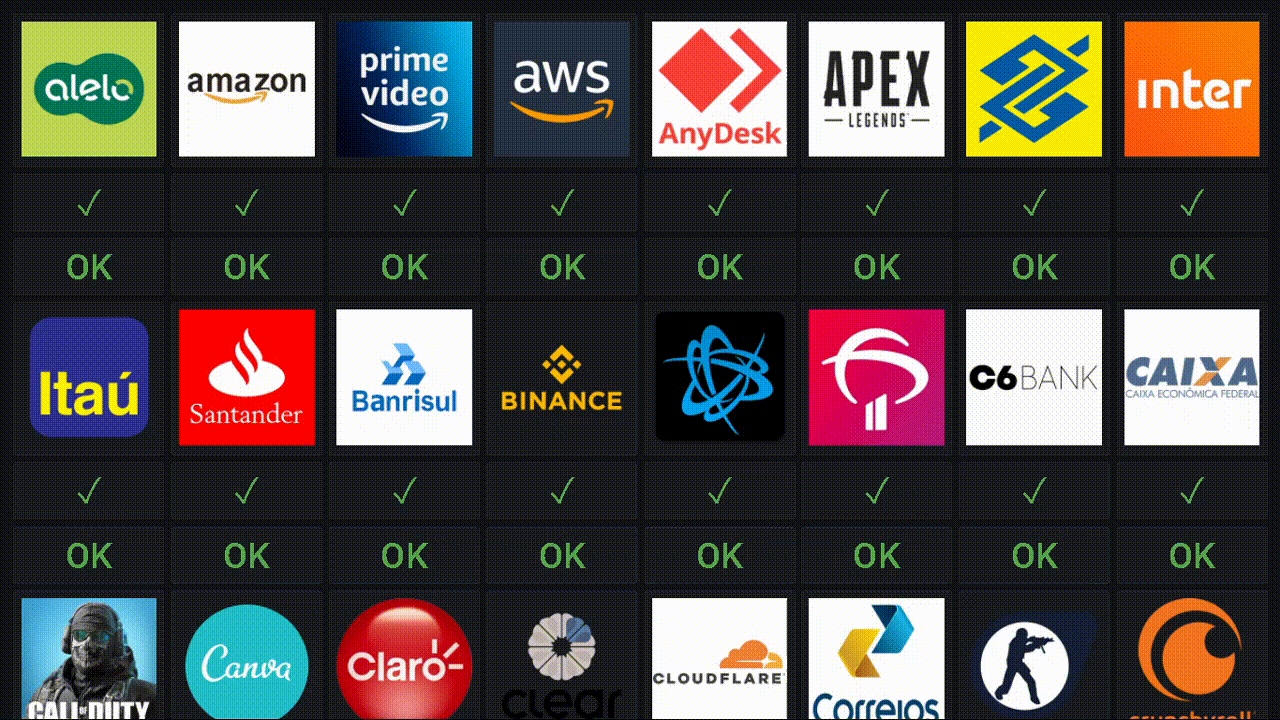 alelo
amazon
prime
video
aws
AnyDesk
APEX
LEGENDS
inter
✓ ✓ ✓ ✓ ✓ ✓ ✓ ✓
OK OK OK OK OK OK OK OK
Itaú
Santander
Banrisul
BINANCE
C6BANK
CAIXA
CAIXA ECONÔMICA FEDERAL
✓ ✓ ✓ ✓ ✓ ✓ ✓ ✓
OK OK OK OK OK OK OK OK
CALL OF DUTY
Canva
Claro
clear
CLOUDFLARE
Correios
crunchyroll